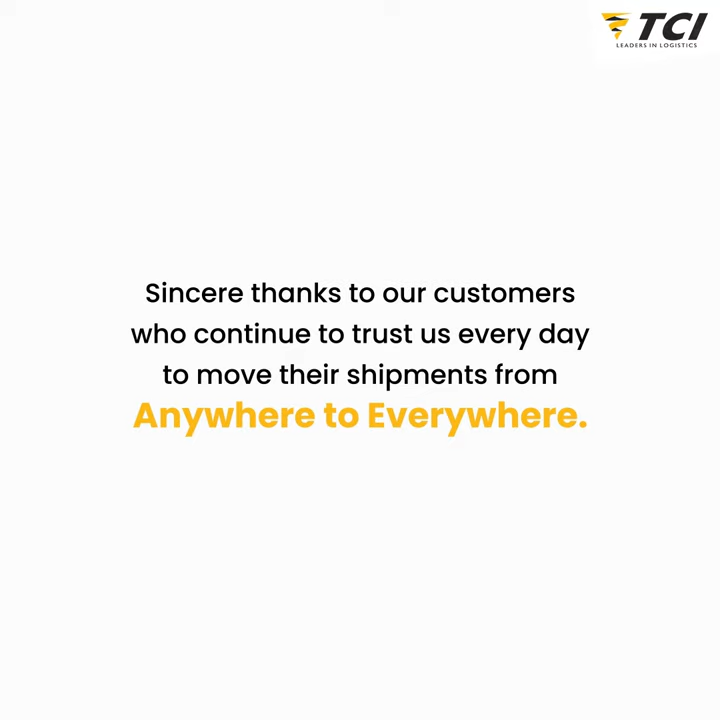 TCI
LEADERS IN LOGISTICS
Sincere thanks to our customers
who continue to trust us every day
to move their shipments from
Anywhere to Everywhere.